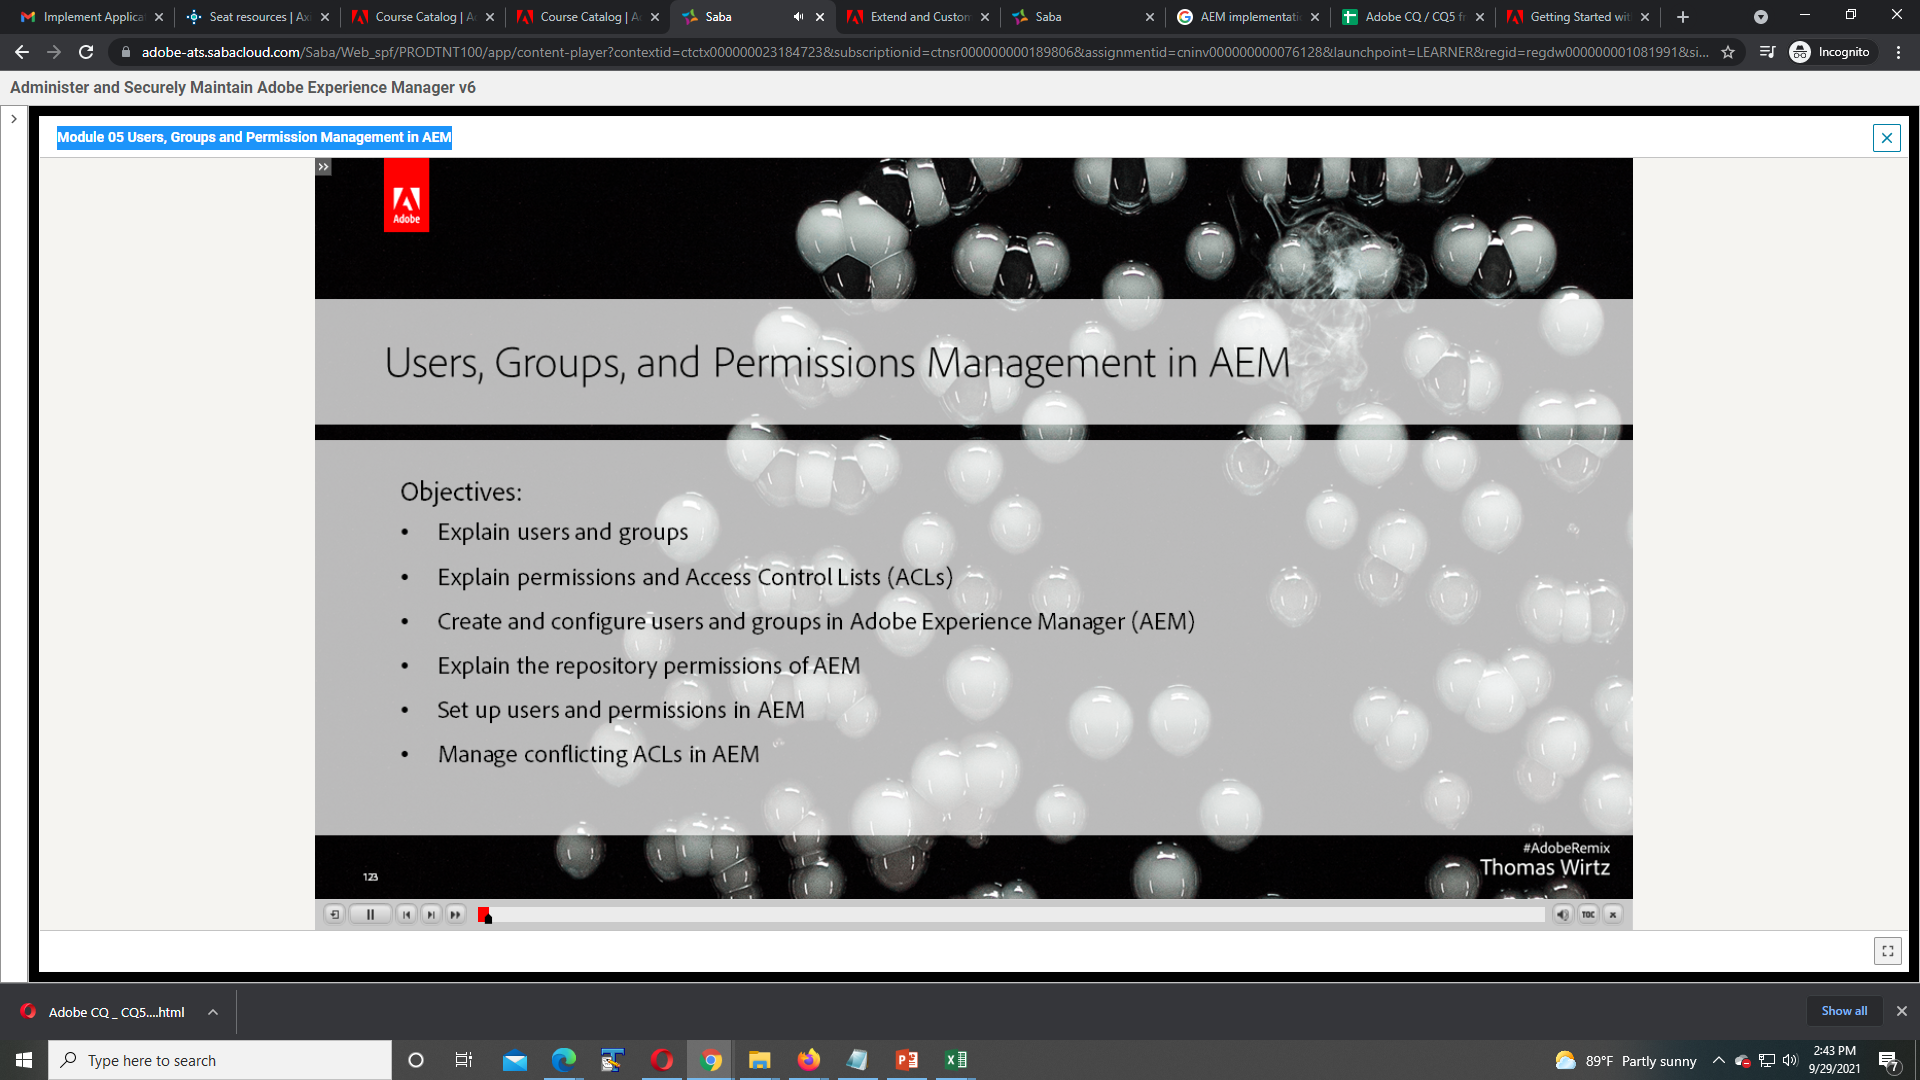 Implement Applica
Seat resources | Ax
Course Catalog | A
Course Catalog | A
Saba
Extend and Custom
Saba
AEM implementati
Adobe CQ / CQ5 fr
Getting Started wit
adobe-ats.sabacloud.com/Saba/Web_spf/PRODTNT100/app/content-player?contextid=ctctx000000023184723&subscriptionid=ctnsr000000000189806&assignmentid=cninv000000000076128&launchpoint=LEARNER&regid=regdw000000001081991&si...
Incognito
Administer and Securely Maintain Adobe Experience Manager v6
Module 05 Users, Groups and Permission Management in AEM
Adobe
Users, Groups, and Permissions Management in AEM
Objectives:
• Explain users and groups
• Explain permissions and Access Control Lists (ACLs)
• Create and configure users and groups in Adobe Experience Manager (AEM)
• Explain the repository permissions of AEM
• Set up users and permissions in AEM
• Manage conflicting ACLs in AEM
#AdobeRemix
Thomas Wirtz
123
TOC
Adobe CQ _ CQ5....html
Show all
Type here to search
89°F Partly sunny
2:43 PM
9/29/2021
7